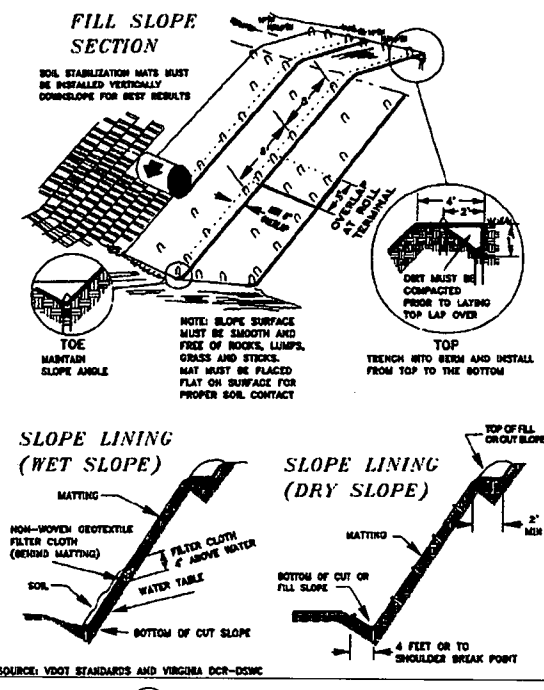 FILL SLOPE
SECTION
SOIL STABILIZATION MATS MUST
BE INSTALLED VERTICALLY
DOWNSLOPE FOR BEST RESULTS
OVERLAP
AT ROLL
TERMINAL
4'
2'
DIRT MUST BE
COMPACTED
PRIOR TO LAYING
TOP LAP OVER
TOE
MAINTAIN
SLOPE ANGLE
NOTE: SLOPE SURFACE
MUST BE SMOOTH AND
FREE OF ROCKS, LUMPS,
GRASS AND STICKS.
MAT MUST BE PLACED
FLAT ON SURFACE FOR
PROPER SOIL CONTACT
TOP
TRENCH INTO BERM AND INSTALL
FROM TOP TO THE BOTTOM
SLOPE LINING
(WET SLOPE)
MATTING
NON-WOVEN GEOTEXTILE
FILTER CLOTH
(BEHIND MATTING)
FILTER CLOTH
4' ABOVE WATER
SOIL
WATER TABLE
BOTTOM OF CUT SLOPE
SLOPE LINING
(DRY SLOPE)
TOP OF FILL
OR CUT SLOPE
MATTING
2'
MIN
BOTTOM OF CUT OR
FILL SLOPE
4 FEET OR TO
SHOULDER BREAK POINT
SOURCE: VDOT STANDARDS AND VIRGINIA DCR-DSWC